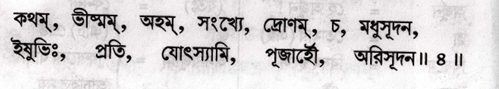 কথম্, ভীষ্মম্, অহম্, সংখ্যে, দ্রোণম্, চ, মধুসূদন,
ইষুভিঃ, প্রতি, যোৎস্যামি, পূজার্হৌ, অরিসূদন॥ ৪ ॥